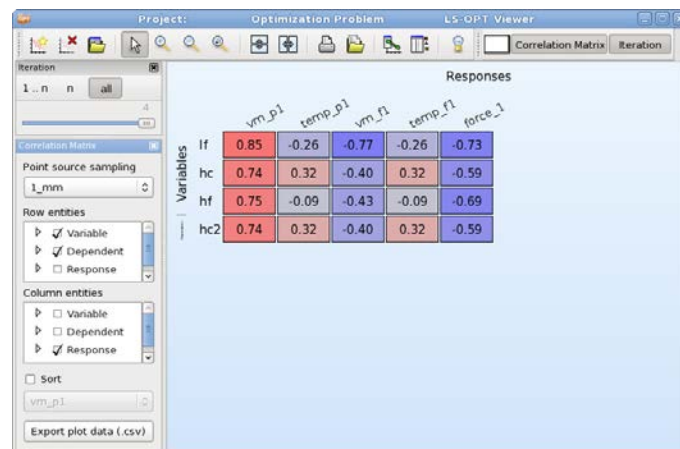 Project: Optimization Problem LS-OPT Viewer
Correlation Matrix Iteration
Iteration
1 .. n n all
4
Correlation Matrix
Point source sampling
1_mm
Row entities
Variable
Dependent
Response
Column entities
Variable
Dependent
Response
Sort
vm_p1
Export plot data (.csv)
Responses
vm_p1 temp_p1 vm_f1 temp_f1 force_1
Variables
lf 0.85 -0.26 -0.77 -0.26 -0.73
hc 0.74 0.32 -0.40 0.32 -0.59
hf 0.75 -0.09 -0.43 -0.09 -0.69
hc2 0.74 0.32 -0.40 0.32 -0.59